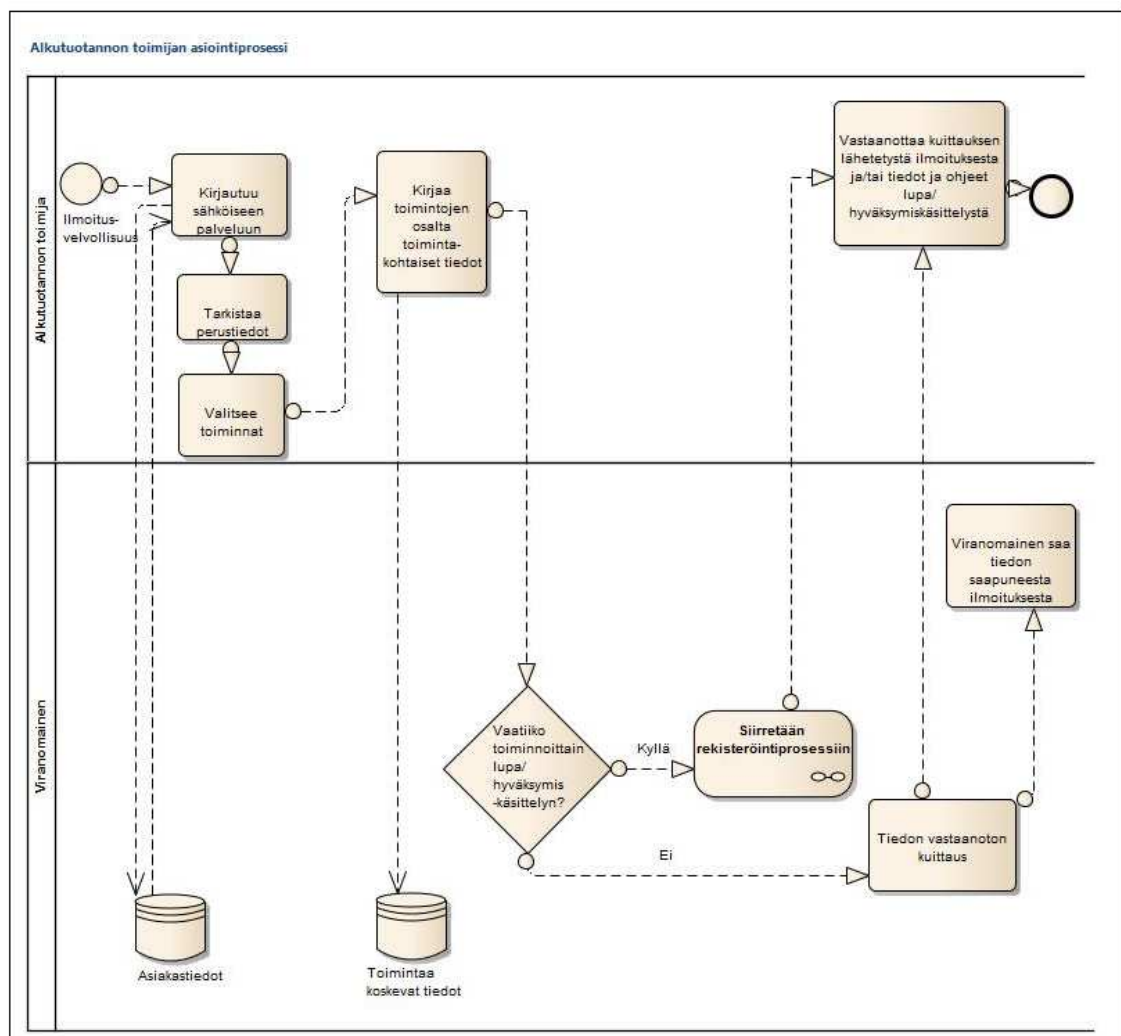 Alkutuotannon toimijan asiointiprosessi
Alkutuotannon toimija
Ilmoitus-
velvollisuus
Kirjautuu
sähköiseen
palveluun
Tarkistaa
perustiedot
Valitsee
toiminnat
Kirjaa
toimintojen
osalta
toiminta-
kohtaiset tiedot
Vastaanottaa kuittauksen
lähetetystä ilmoituksesta
ja/tai tiedot ja ohjeet lupa/
hyväksymiskäsittelystä
Viranomainen
Viranomainen saa
tiedon
saapuneesta
ilmoituksesta
Vaatiiko
toiminnoittain
lupa/
hyväksymis
-käsittelyn?
Kyllä
Siirretään
rekisteröintiprosessiin
Ei
Tiedon vastaanoton
kuittaus
Asiakastiedot
Toimintaa
koskevat tiedot